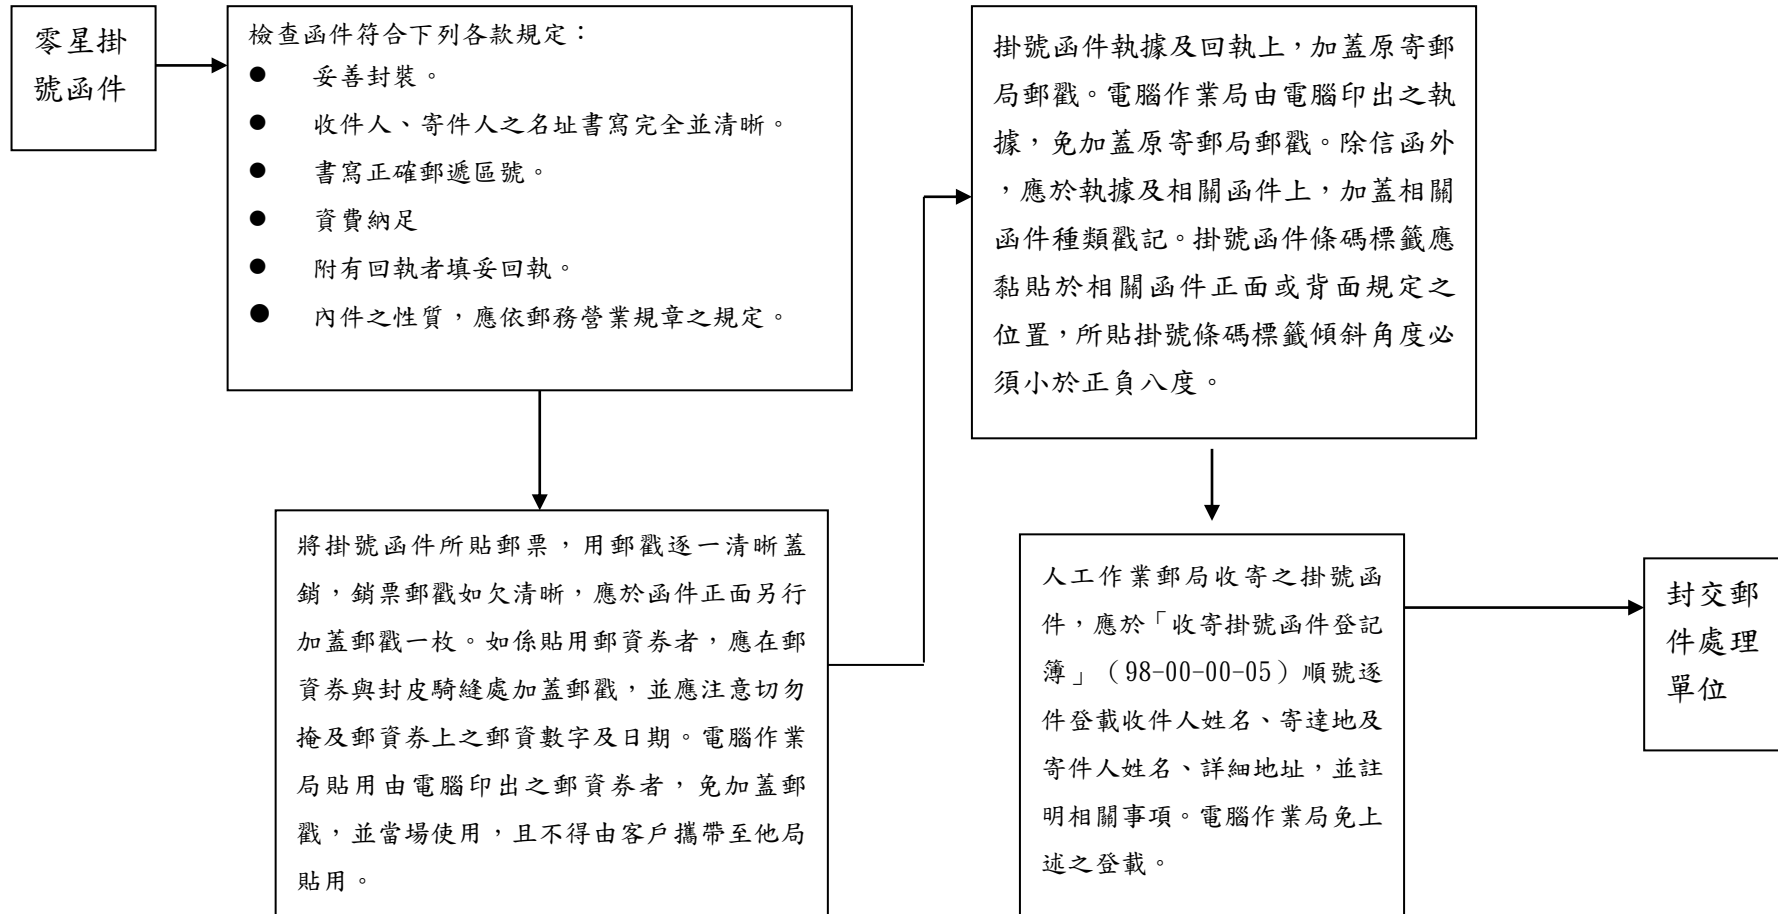 零星掛
號函件
檢查函件符合下列各款規定：
● 妥善封裝。
● 收件人、寄件人之名址書寫完全並清晰。
● 書寫正確郵遞區號。
● 資費納足
● 附有回執者填妥回執。
● 內件之性質，應依郵務營業規章之規定。
將掛號函件所貼郵票，用郵戳逐一清晰蓋
銷，銷票郵戳如欠清晰，應於函件正面另行
加蓋郵戳一枚。如係貼用郵資券者，應在郵
資券與封皮騎縫處加蓋郵戳，並應注意切勿
掩及郵資券上之郵資數字及日期。電腦作業
局貼用由電腦印出之郵資券者，免加蓋郵
戳，並當場使用，且不得由客戶攜帶至他局
貼用。
掛號函件執據及回執上，加蓋原寄郵
局郵戳。電腦作業局由電腦印出之執
據，免加蓋原寄郵局郵戳。除信函外
，應於執據及相關函件上，加蓋相關
函件種類戳記。掛號函件條碼標籤應
黏貼於相關函件正面或背面規定之
位置，所貼掛號條碼標籤傾斜角度必
須小於正負八度。
人工作業郵局收寄之掛號函
件，應於「收寄掛號函件登記
簿」（98-00-00-05）順號逐
件登載收件人姓名、寄達地及
寄件人姓名、詳細地址，並註
明相關事項。電腦作業局免上
述之登載。
封交郵
件處理
單位